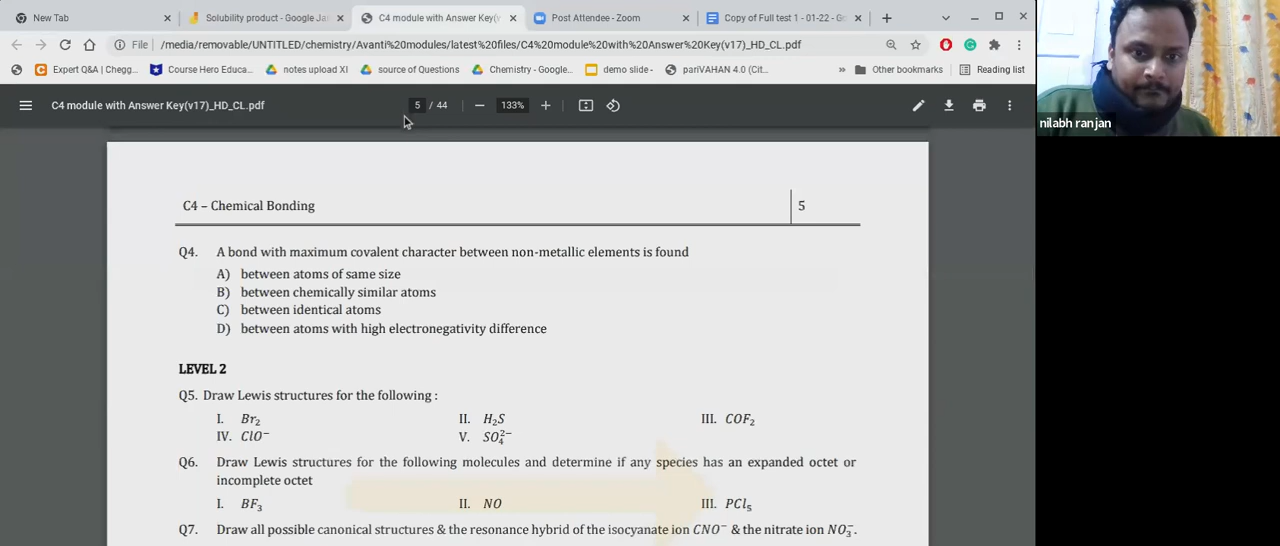 New Tab
Solubility product - Google Ja
C4 module with Answer Key(v
Post Attendee - Zoom
Copy of Full test 1 - 01-22 - Go
File /media/removable/UNTITLED/chemistry/Avanti%20modules/latest%20files/C4%20module%20with%20Answer%20Key(v17)_HD_CL.pdf
Expert Q&A | Chegg...
Course Hero Educa...
notes upload XI
source of Questions
Chemistry - Google...
demo slide -
pariVAHAN 4.0 (Cit...
Other bookmarks
Reading list
C4 module with Answer Key(v17)_HD_CL.pdf
5 / 44
133%
nilabh ranjan
C4 – Chemical Bonding 5
Q4. A bond with maximum covalent character between non-metallic elements is found
A) between atoms of same size
B) between chemically similar atoms
C) between identical atoms
D) between atoms with high electronegativity difference
LEVEL 2
Q5. Draw Lewis structures for the following :
I. Br₂ II. H₂S III. COF₂
IV. ClO⁻ V. SO₄²⁻
Q6. Draw Lewis structures for the following molecules and determine if any species has an expanded octet or
incomplete octet
I. BF₃ II. NO III. PCl₅
Q7. Draw all possible canonical structures & the resonance hybrid of the isocyanate ion CNO⁻ & the nitrate ion NO₃⁻.